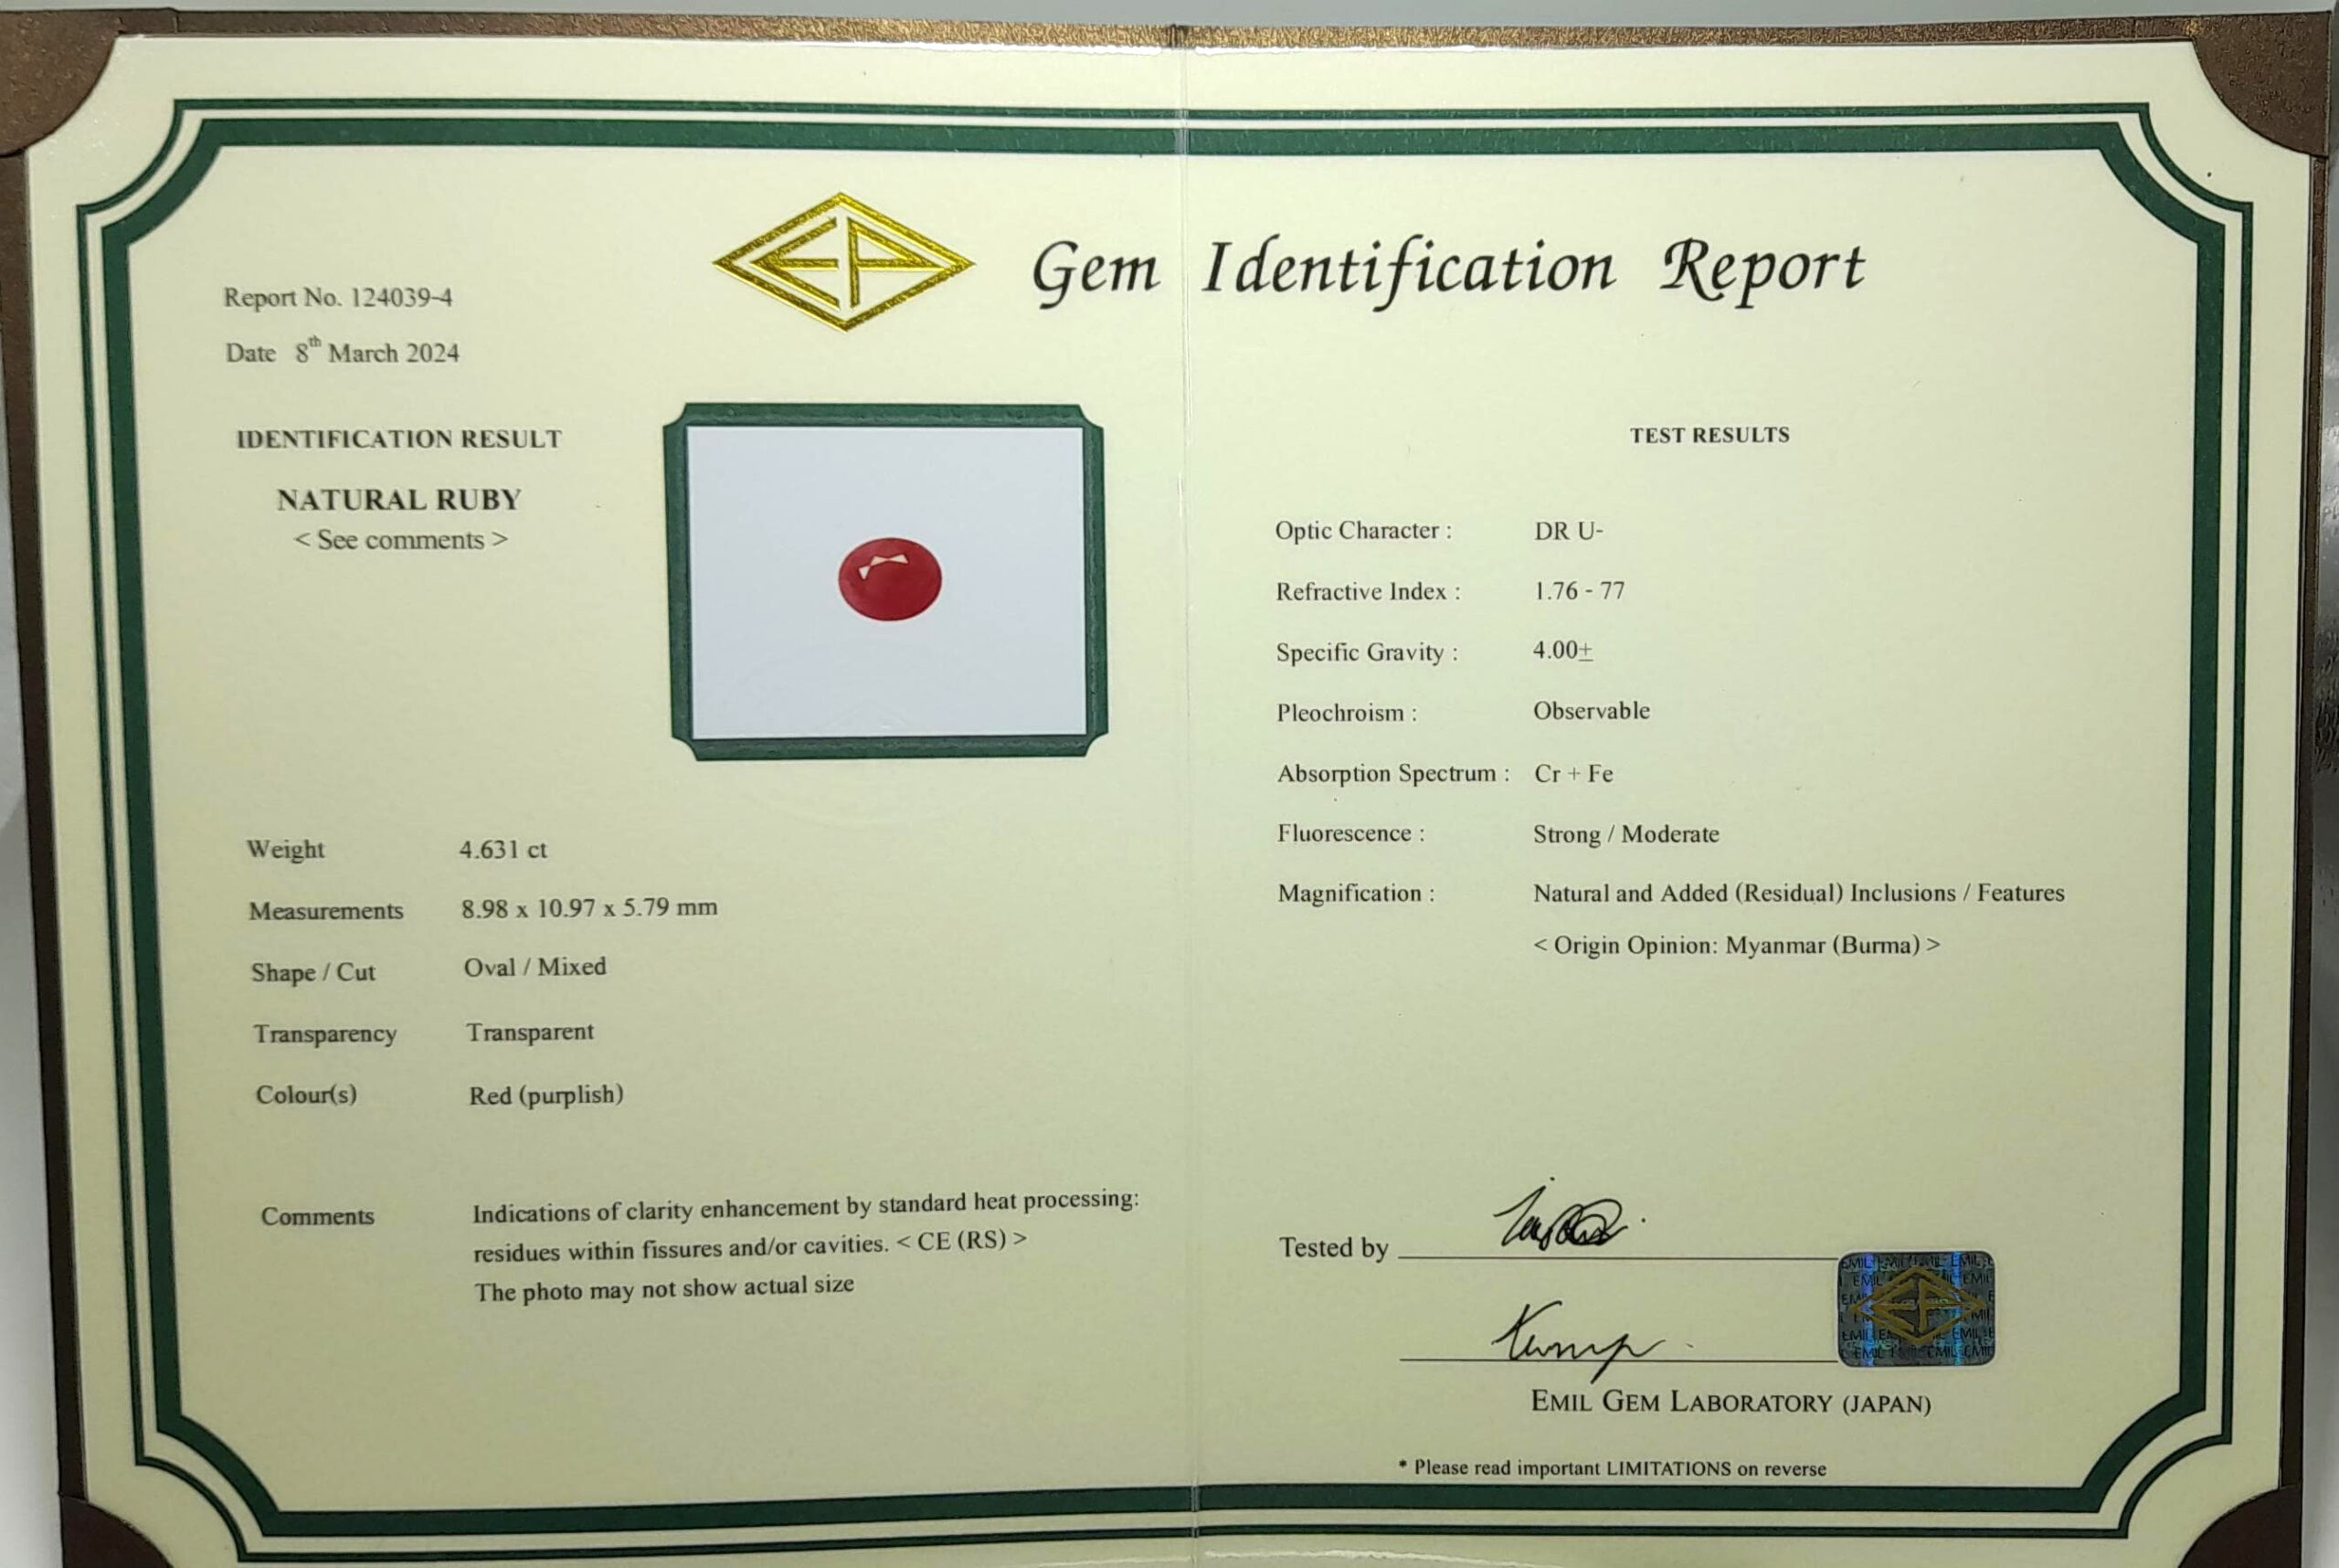 EP
Gem Identification Report
Report No. 124039-4
Date 8th March 2024
IDENTIFICATION RESULT
NATURAL RUBY
< See comments >
Weight 4.631 ct
Measurements 8.98 x 10.97 x 5.79 mm
Shape / Cut Oval / Mixed
Transparency Transparent
Colour(s) Red (purplish)
Comments Indications of clarity enhancement by standard heat processing:
residues within fissures and/or cavities. < CE (RS) >
The photo may not show actual size
TEST RESULTS
Optic Character : DR U-
Refractive Index : 1.76 - 77
Specific Gravity : 4.00±
Pleochroism : Observable
Absorption Spectrum : Cr + Fe
Fluorescence : Strong / Moderate
Magnification : Natural and Added (Residual) Inclusions / Features
< Origin Opinion: Myanmar (Burma) >
Tested by
EMIL GEM LABORATORY (JAPAN)
* Please read important LIMITATIONS on reverse